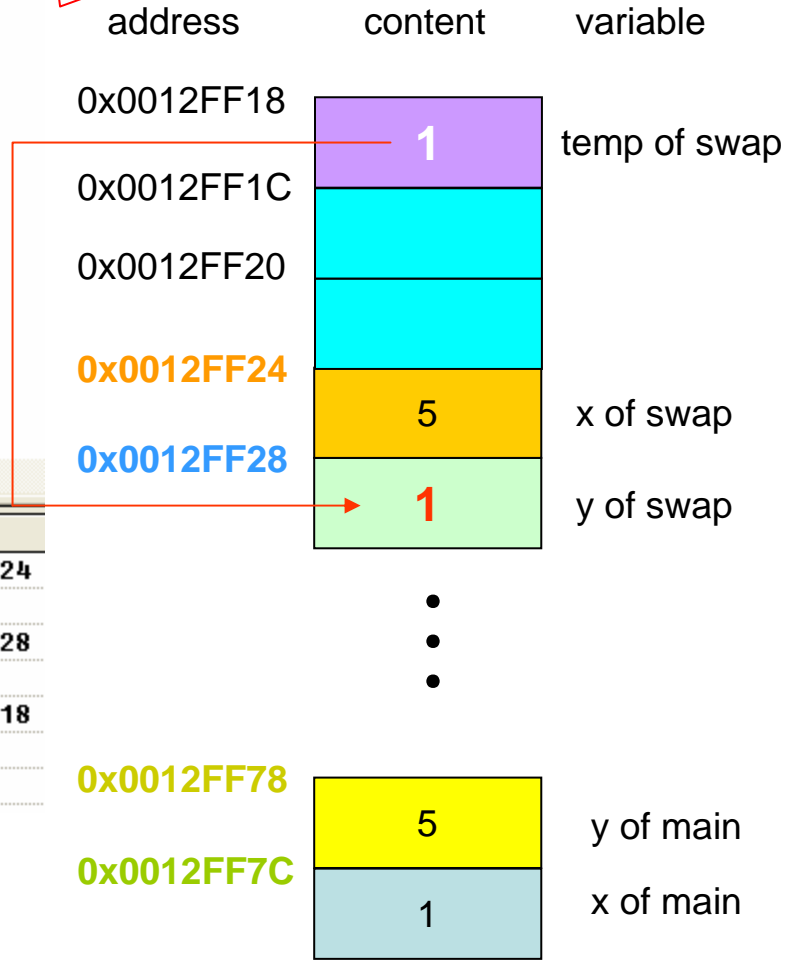 address content variable
0x0012FF18
1 temp of swap
0x0012FF1C
0x0012FF20
0x0012FF24
5 x of swap
0x0012FF28
1 y of swap
24
28
18
0x0012FF78
5 y of main
0x0012FF7C
1 x of main